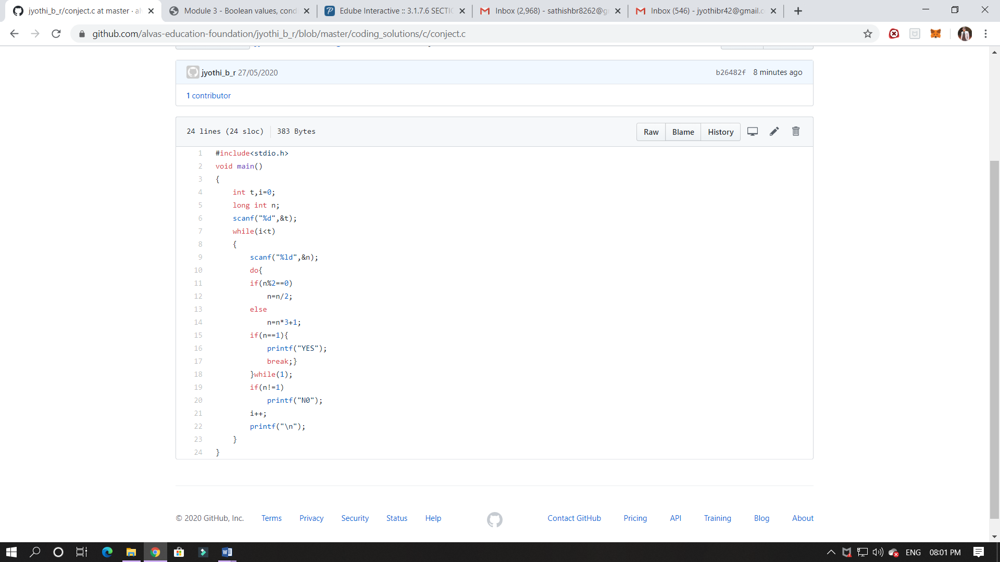 jyothi_b_r/conject.c at master · al
Module 3 - Boolean values, cond
Edube Interactive :: 3.1.7.6 SECTIO
Inbox (2,968) - sathishbr8262@g
Inbox (546) - jyothibr42@gmail.c
github.com/alvas-education-foundation/jyothi_b_r/blob/master/coding_solutions/c/conject.c
jyothi_b_r 27/05/2020
b26482f 8 minutes ago
1 contributor
24 lines (24 sloc) 383 Bytes
Raw Blame History
1 #include<stdio.h>
2 void main()
3 {
4 int t,i=0;
5 long int n;
6 scanf("%d",&t);
7 while(i<t)
8 {
9 scanf("%ld",&n);
10 do{
11 if(n%2==0)
12 n=n/2;
13 else
14 n=n*3+1;
15 if(n==1){
16 printf("YES");
17 break;}
18 }while(1);
19 if(n!=1)
20 printf("N0");
21 i++;
22 printf("\n");
23 }
24 }
© 2020 GitHub, Inc. Terms Privacy Security Status Help Contact GitHub Pricing API Training Blog About
ENG 08:01 PM